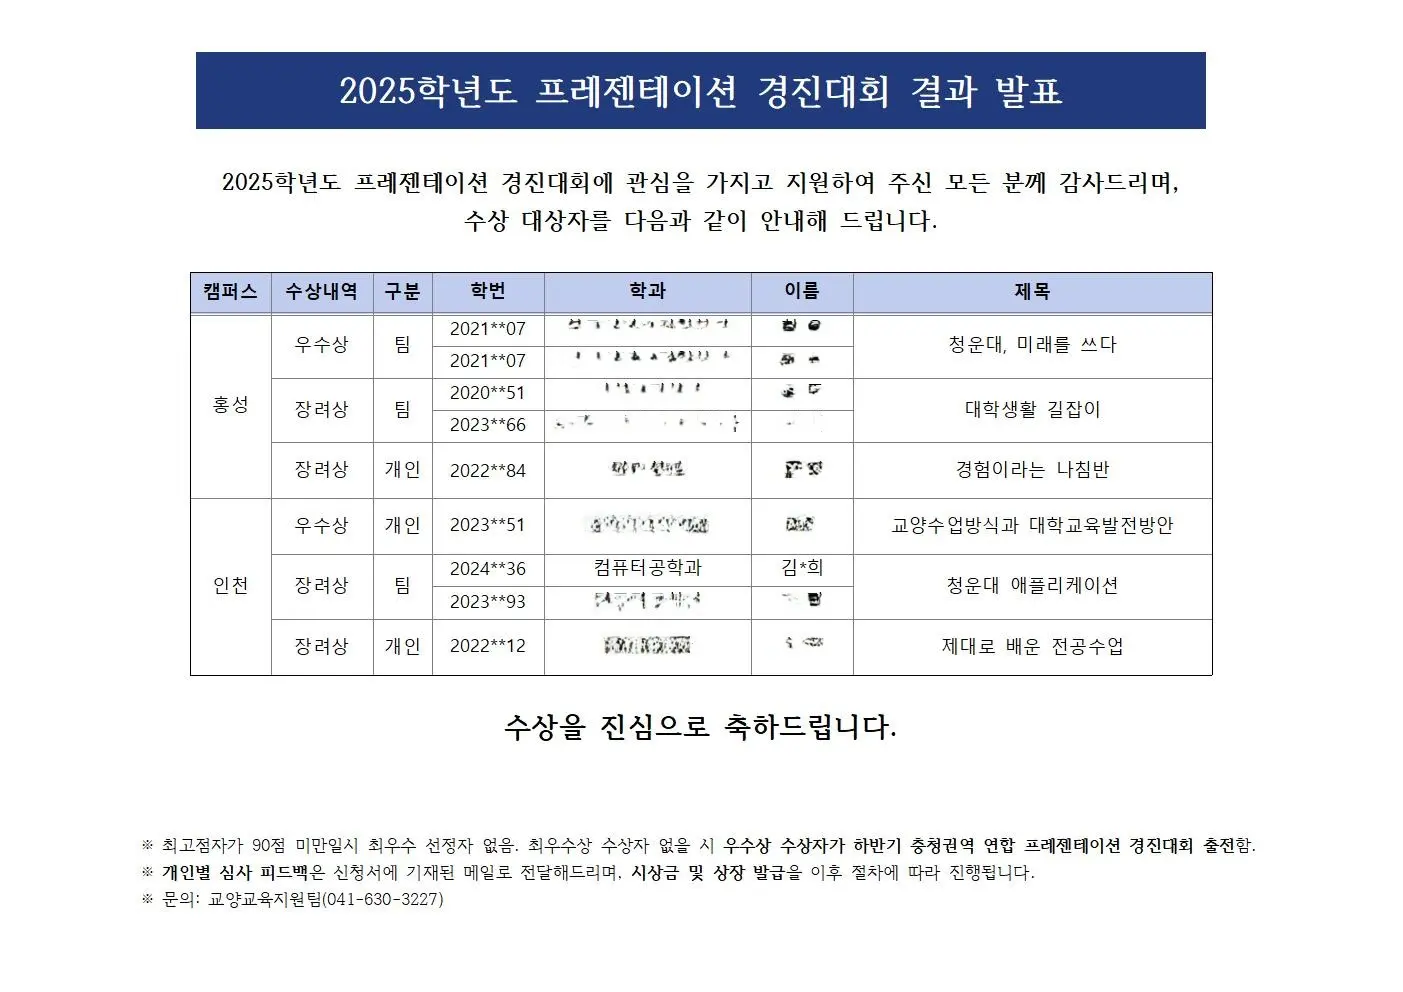 2025학년도 프레젠테이션 경진대회 결과 발표
2025학년도 프레젠테이션 경진대회에 관심을 가지고 지원하여 주신 모든 분께 감사드리며,
수상 대상자를 다음과 같이 안내해 드립니다.
캠퍼스 수상내역 구분 학번 학과 이름 제목
홍성 우수상 팀 2021**07 청운대, 미래를 쓰다
2021**07
장려상 팀 2020**51 대학생활 길잡이
2023**66
장려상 개인 2022**84 경험이라는 나침반
인천 우수상 개인 2023**51 교양수업방식과 대학교육발전방안
장려상 팀 2024**36 컴퓨터공학과 김*희 청운대 애플리케이션
2023**93
장려상 개인 2022**12 제대로 배운 전공수업
수상을 진심으로 축하드립니다.
※ 최고점자가 90점 미만일시 최우수 선정자 없음. 최우수상 수상자 없을 시 우수상 수상자가 하반기 충청권역 연합 프레젠테이션 경진대회 출전함.
※ 개인별 심사 피드백은 신청서에 기재된 메일로 전달해드리며, 시상금 및 상장 발급을 이후 절차에 따라 진행됩니다.
※ 문의: 교양교육지원팀(041-630-3227)